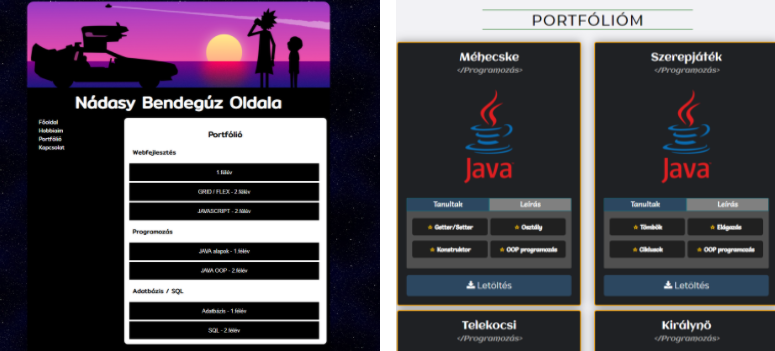 Nádasy Bendegúz Oldala
Főoldal
Hobbiaim
Portfólió
Kapcsolat
Portfólió
Webfejlesztés
1.félév
GRID / FLEX - 2.félév
JAVASCRIPT - 2.félév
Programozás
JAVA alapok - 1.félév
JAVA OOP - 2.félév
Adatbázis / SQL
Adatbázis - 1.félév
SQL - 2.félév
PORTFÓLIÓM
Méhecske
</Programozás>
Java
Tanultak Leírás
Getter/Setter Osztály
Konstruktor OOP programozás
Letöltés
Szerepjáték
</Programozás>
Java
Tanultak Leírás
Tömbök Elágazás
Ciklusok OOP programozás
Letöltés
Telekocsi
</Programozás>
Királynő
</Programozás>